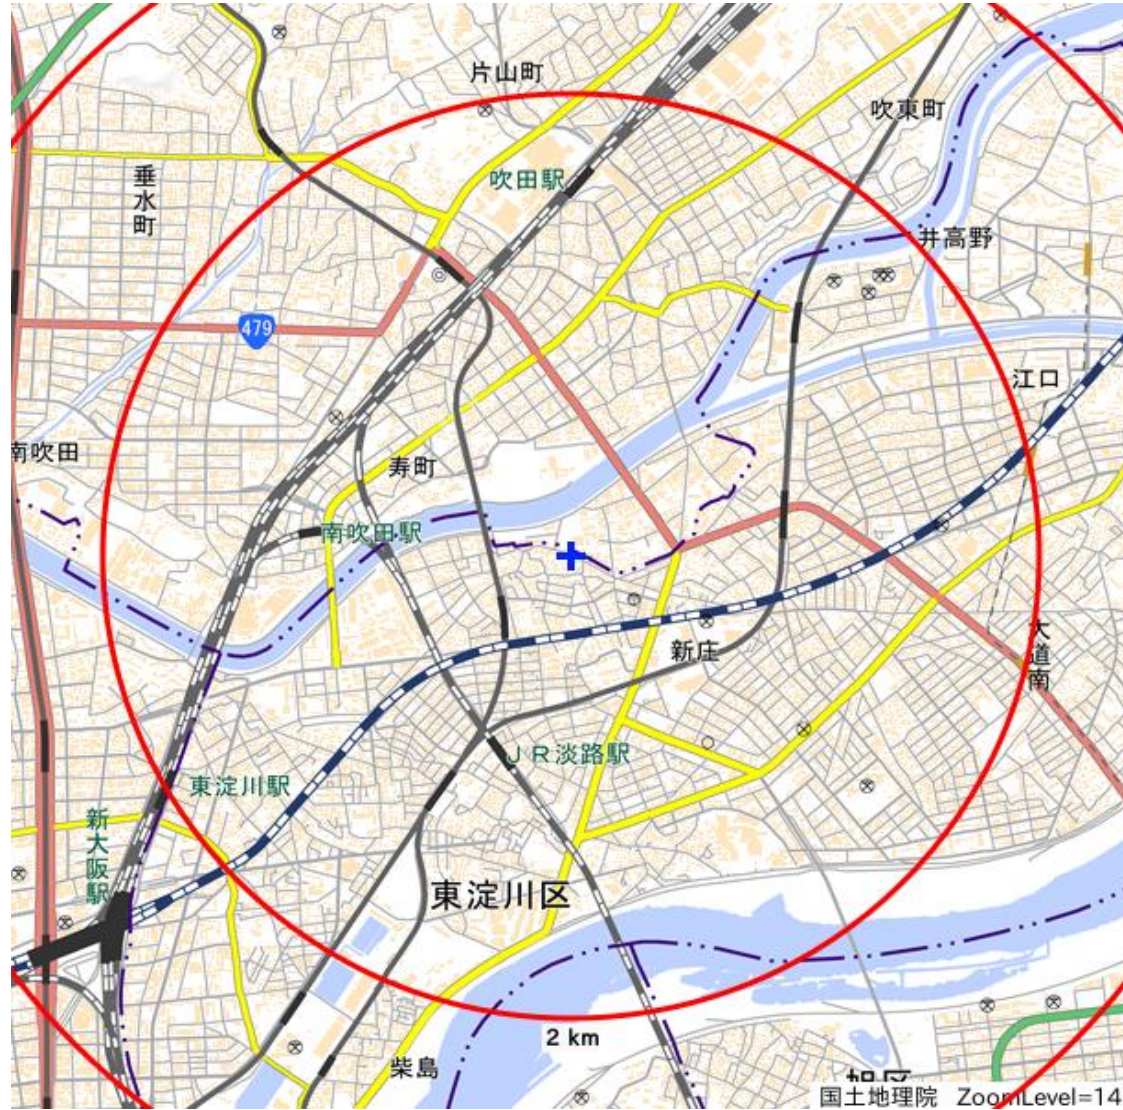 片山町
吹東町
垂水町
吹田駅
井高野
479
江口
南吹田
寿町
南吹田駅
新庄
大道南
JR淡路駅
東淀川駅
新大阪駅
東淀川区
2 km
柴島
旭区
国土地理院 ZoomLevel=14